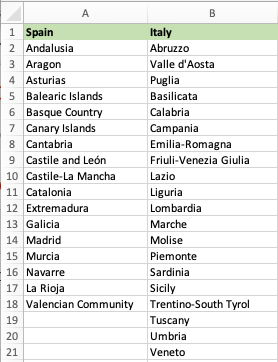 A B
1 Spain Italy
2 Andalusia Abruzzo
3 Aragon Valle d'Aosta
4 Asturias Puglia
5 Balearic Islands Basilicata
6 Basque Country Calabria
7 Canary Islands Campania
8 Cantabria Emilia-Romagna
9 Castile and León Friuli-Venezia Giulia
10 Castile-La Mancha Lazio
11 Catalonia Liguria
12 Extremadura Lombardia
13 Galicia Marche
14 Madrid Molise
15 Murcia Piemonte
16 Navarre Sardinia
17 La Rioja Sicily
18 Valencian Community Trentino-South Tyrol
19 Tuscany
20 Umbria
21 Veneto